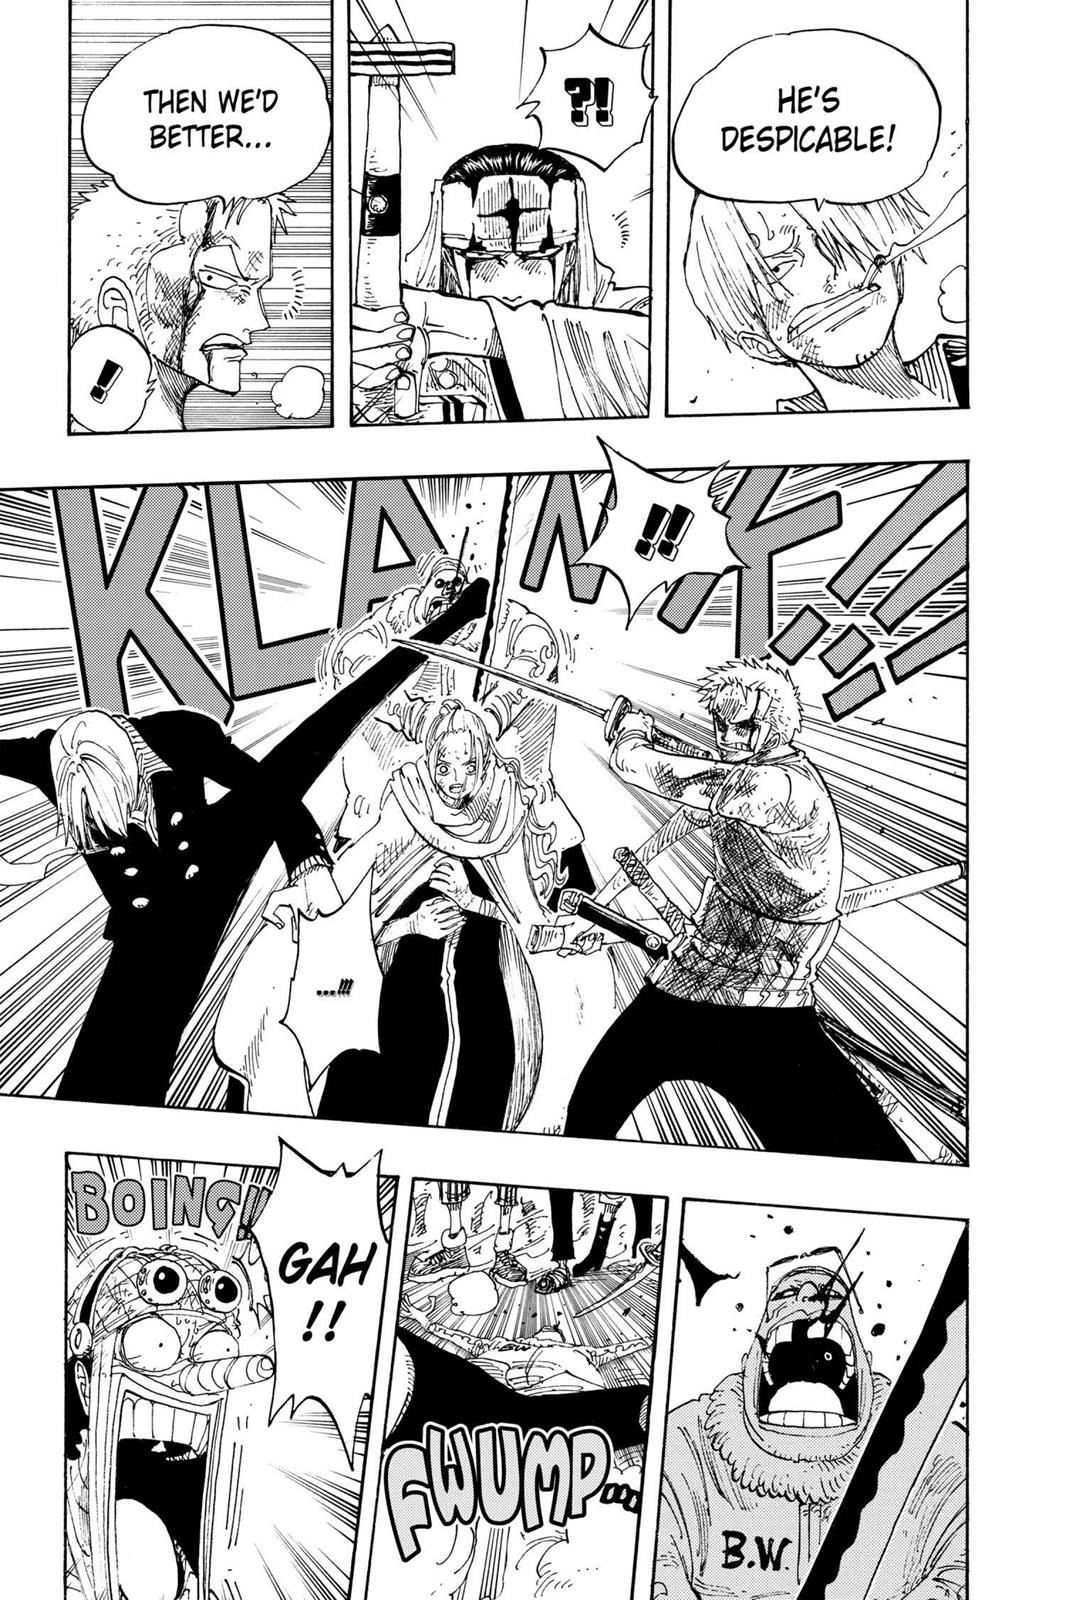 HE'S
DESPICABLE!
?!
THEN WE'D
BETTER...
!
!!
KLANK!!!
...!!!
B.W.
B.W
FWUMP...
GAH
!!
BOING!!